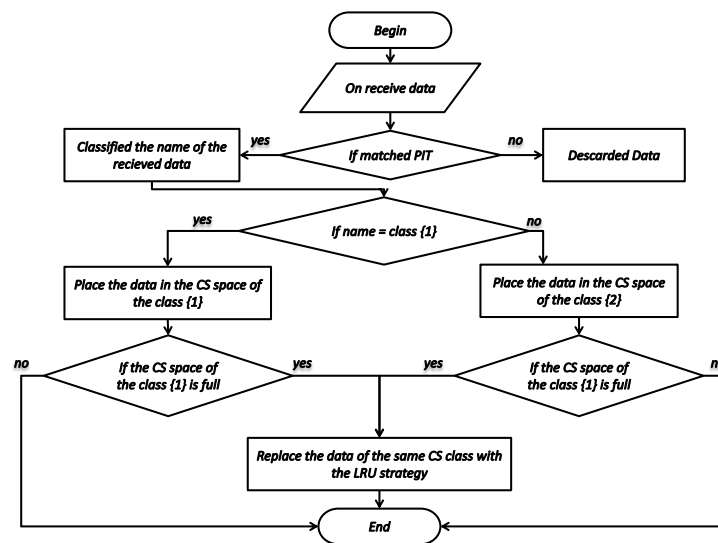 Begin
On receive data
yes
If matched PIT
no
Classified the name of the
recieved data
Descarded Data
If name = class {1}
yes
no
Place the data in the CS space of
the class {1}
Place the data in the CS space
of the class {2}
no
If the CS space of
the class {1} is full
yes
yes
If the CS space of
the class {1} is full
Replace the data of the same CS class with
the LRU strategy
End